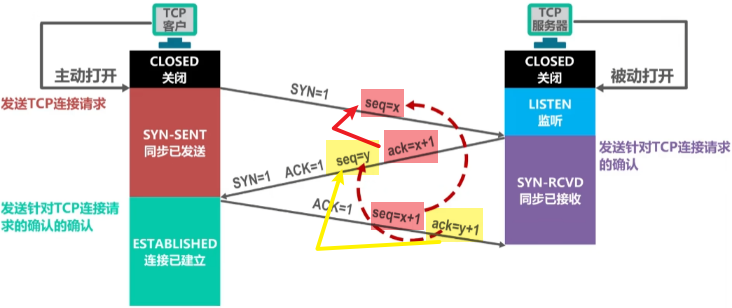 TCP
客户
TCP
服务器
CLOSED
关闭
CLOSED
关闭
主动打开
被动打开
发送TCP连接请求
SYN=1
seq=x
LISTEN
监听
SYN-SENT
同步已发送
SYN=1
ACK=1
seq=y
ack=x+1
发送针对TCP连接请求
的确认
SYN-RCVD
同步已接收
发送针对TCP连接请
求的确认的确认
ACK=1
seq=x+1
ack=y+1
ESTABLISHED
连接已建立